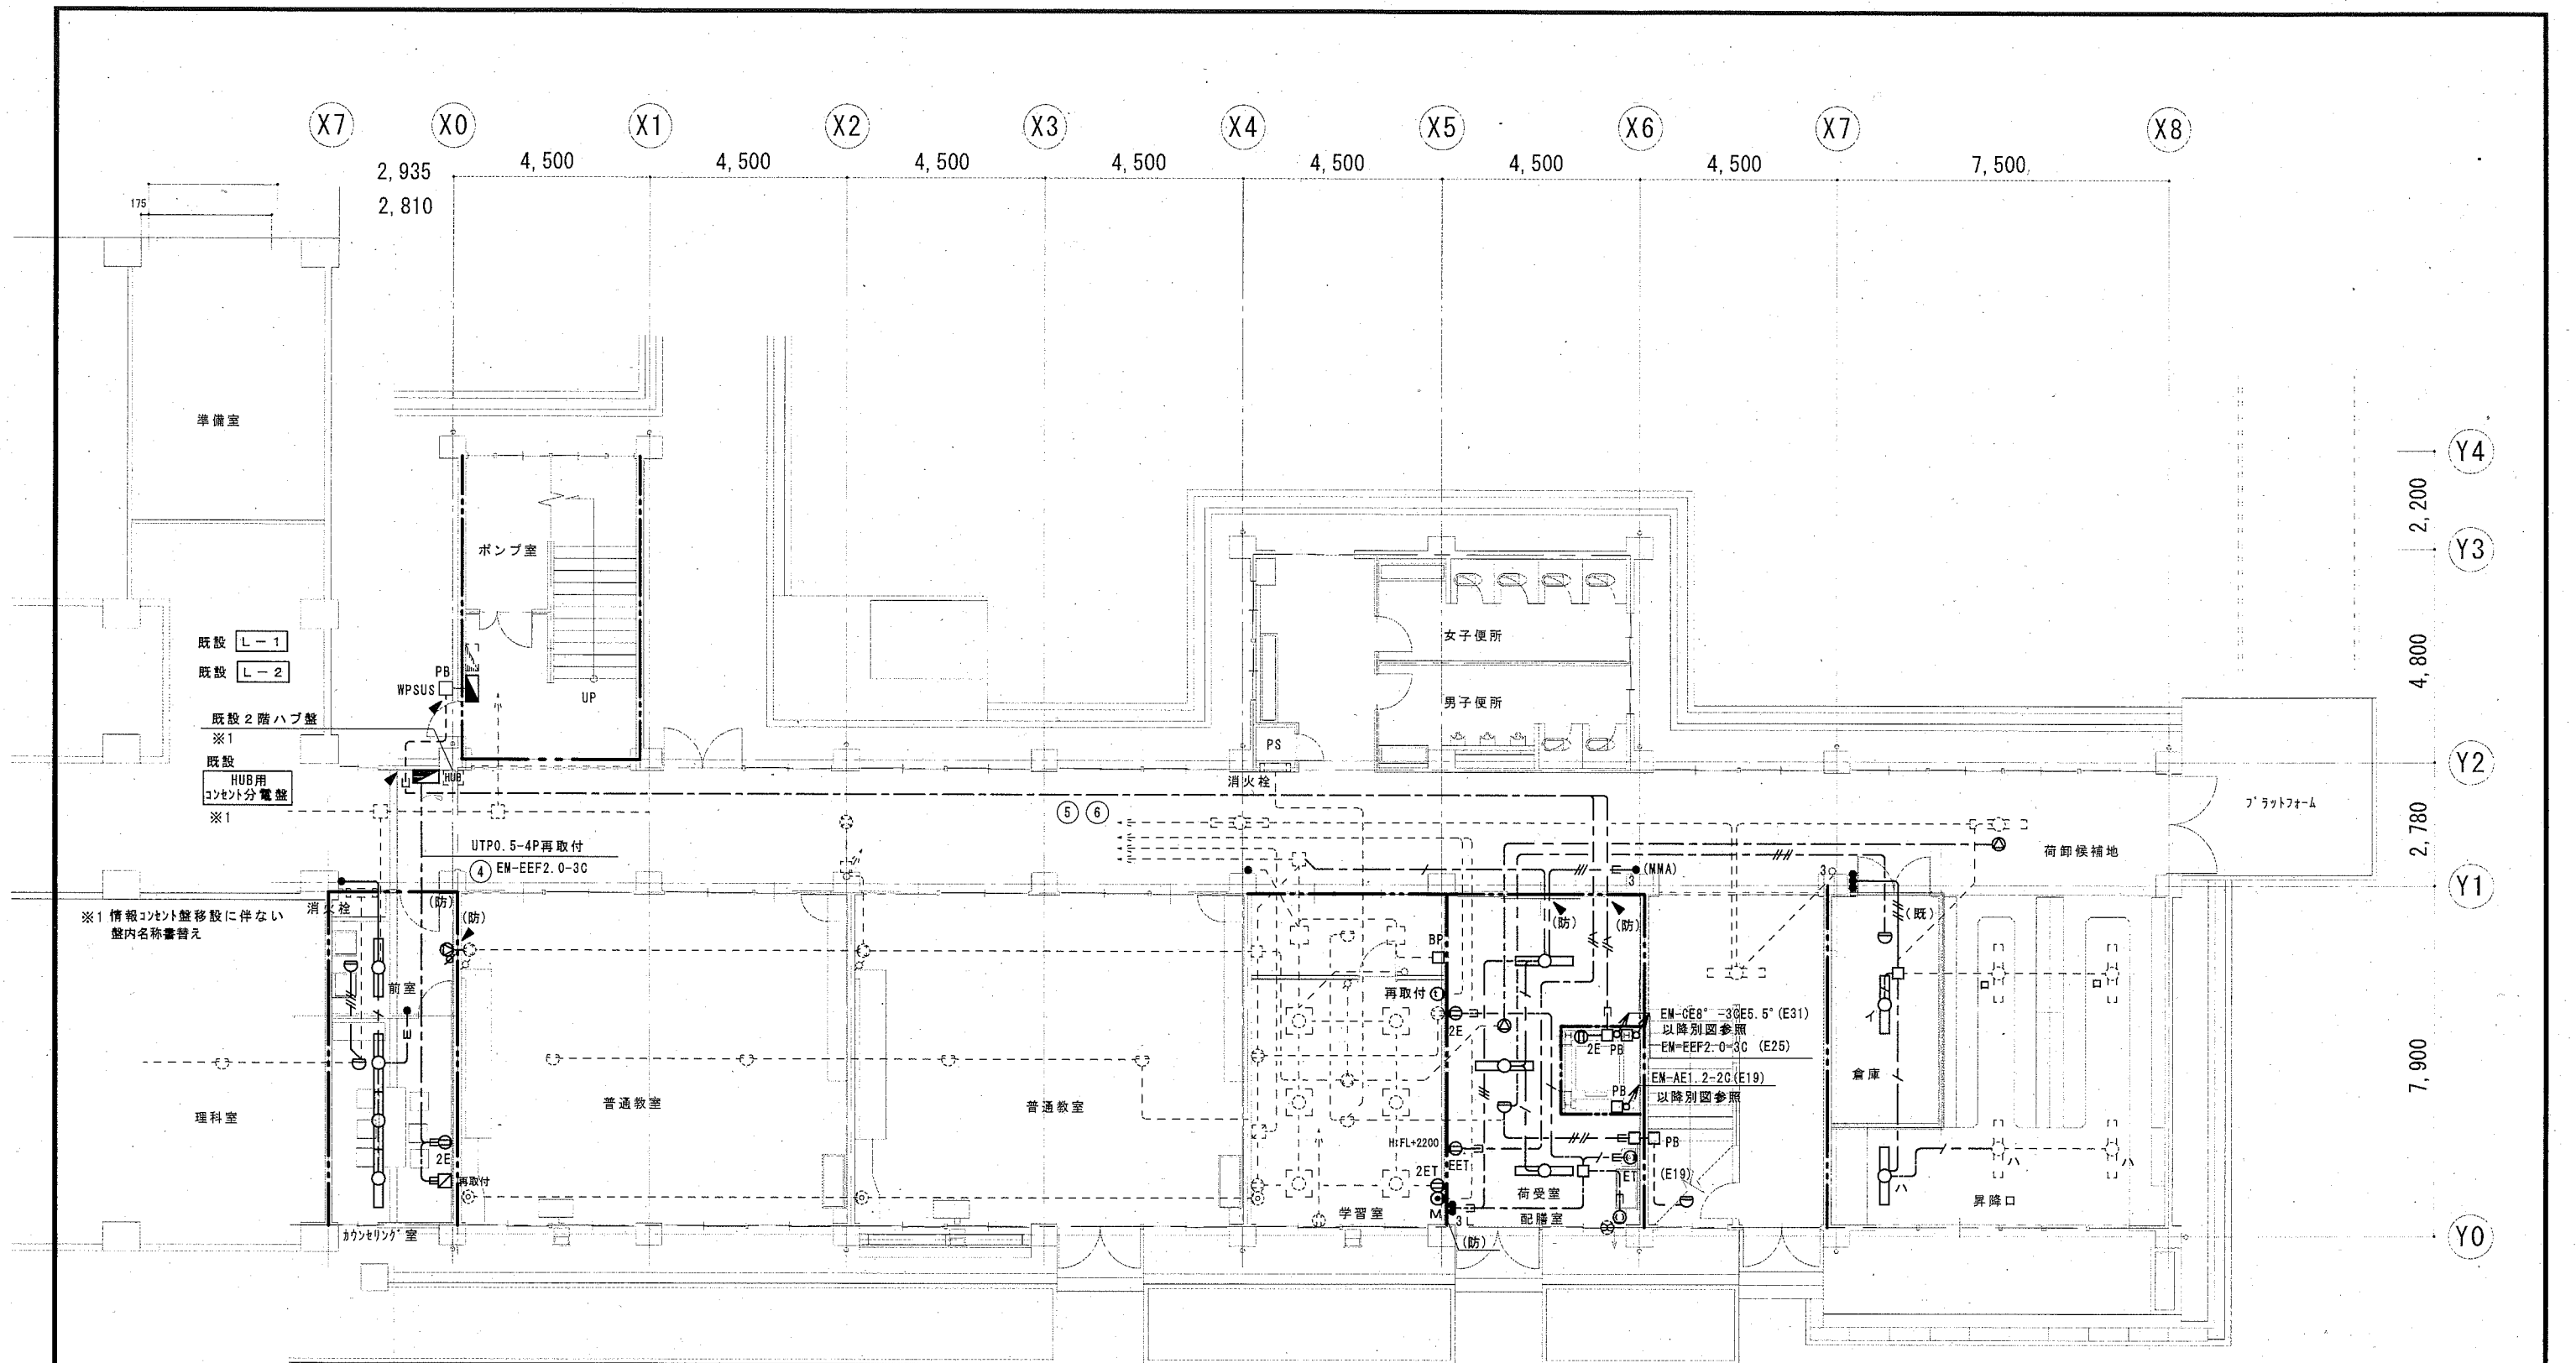 X7 X0 X1 X2 X3 X4 X5 X6 X7 X8
2,935 4,500 4,500 4,500 4,500 4,500 4,500 4,500 7,500
2,810
175
準備室
Y4
2,200
ポンプ室
Y3
女子便所
既設 L-1
既設 L-2
PB
WPSUS
UP
男子便所
4,800
既設2階ハブ盤
※1
PS
既設
HUB用
コンセント分電盤
※1
HUB
消火栓
Y2
プラットフォーム
⑤ ⑥
2,780
UTP0.5-4P再取付
④ EM-EEF2.0-3C
荷卸候補地
E
3
(MMA)
3
Y1
消火栓
(防)
(防)
(防)
(防)
(既)
※1 情報コンセント盤移設に伴ない
盤内名称書替え
BP
前室
再取付
2E
EM-CE8°-3CE5.5°(E31)
以降別図参照
2E PB
EM-EEF2.0-3C (E25)
ロ
ロ
イ
倉庫
EM-AE1.2-2C(E19)
PB
以降別図参照
7,900
理科室
普通教室
普通教室
2E
H:FL+2200
EET
PB
2ET
ET
(E19)
再取付
荷受室
ハ
ハ
ハ
昇降口
学習室
M
3
配膳室
カウンセリング室
(防)
Y0